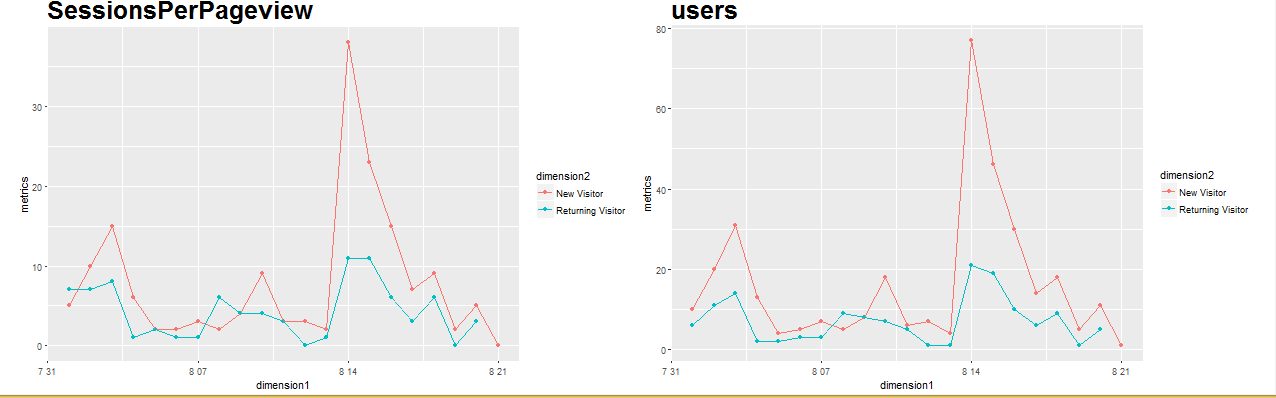 SessionsPerPageview
30
20
10
0
metrics
7 31
8 07
8 14
8 21
dimension1
dimension2
New Visitor
Returning Visitor
users
80
60
40
20
0
metrics
7 31
8 07
8 14
8 21
dimension1
dimension2
New Visitor
Returning Visitor